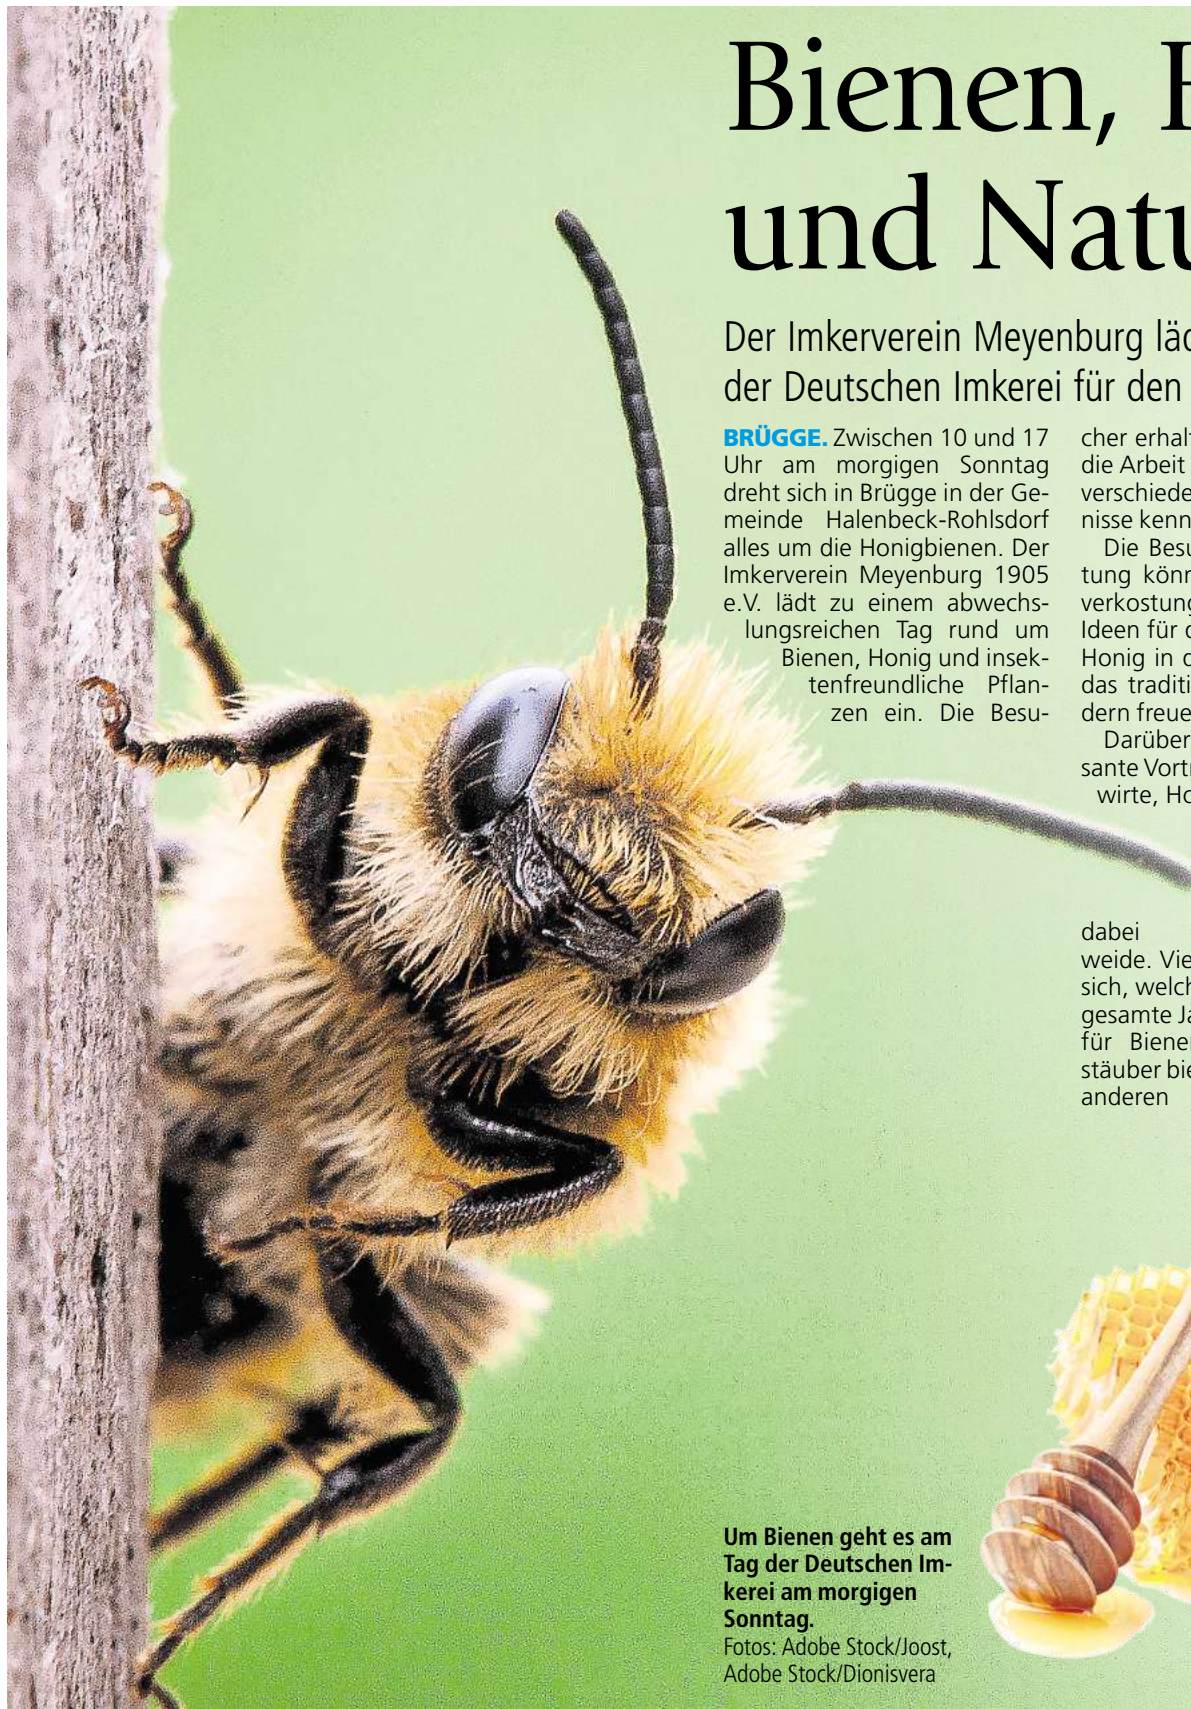 Bienen,
und Natu
Der Imkerverein Meyenburg läd
der Deutschen Imkerei für den
BRÜGGE. Zwischen 10 und 17
Uhr am morgigen Sonntag
dreht sich in Brügge in der Ge-
meinde Halenbeck-Rohlsdorf
alles um die Honigbienen. Der
Imkerverein Meyenburg 1905
e.V. lädt zu einem abwechs-
lungsreichen Tag rund um
Bienen, Honig und insek-
tenfreundliche Pflan-
zen ein. Die Besu-
cher erhal
die Arbeit
verschiede
nisse kenn
Die Besu
tung könn
verkostung
Ideen für d
Honig in d
das traditi
dern freue
Darüber
sante Vortr
wirte, Ho
dabei
weide. Vie
sich, welch
gesamte Ja
für Biene
stäuber bie
anderen
Um Bienen geht es am
Tag der Deutschen Im-
kerei am morgigen
Sonntag.
Fotos: Adobe Stock/Joost,
Adobe Stock/Dionisvera